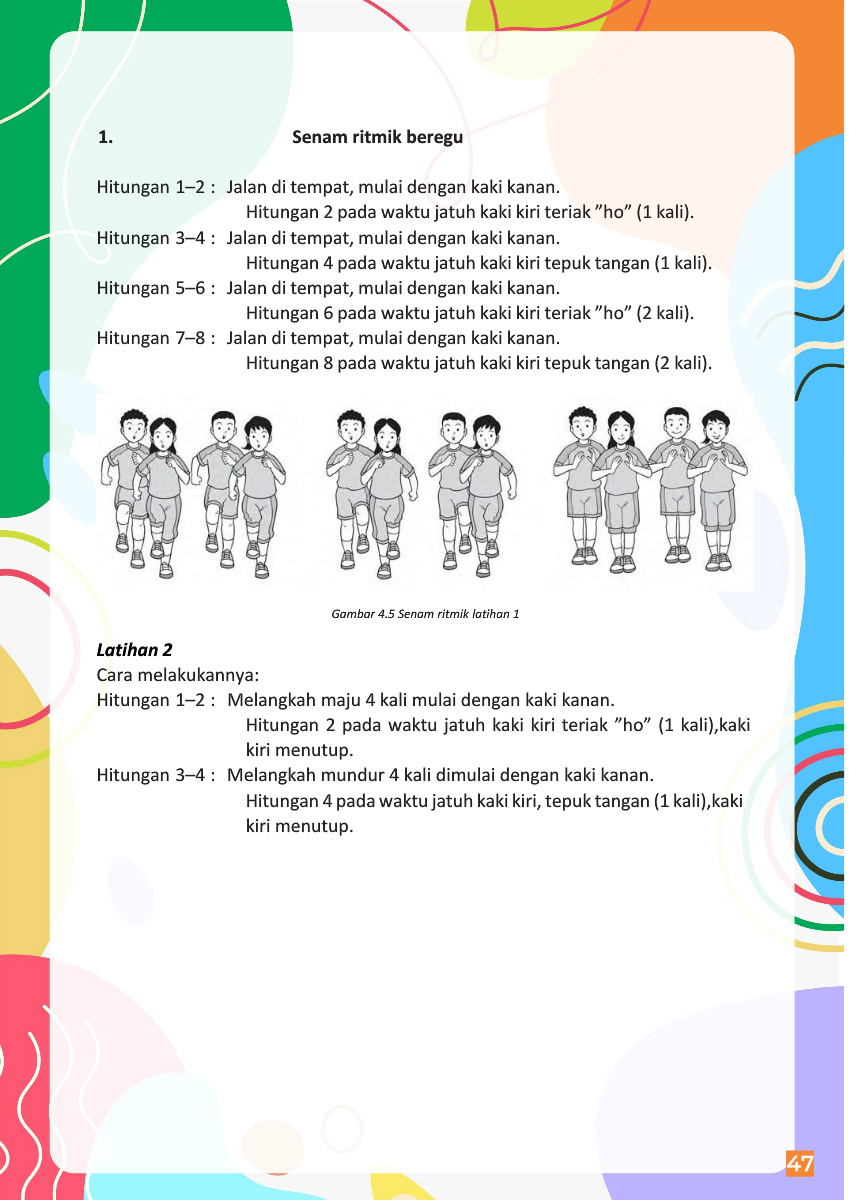 1. Senam ritmik beregu
Hitungan 1–2 : Jalan di tempat, mulai dengan kaki kanan.
Hitungan 2 pada waktu jatuh kaki kiri teriak ”ho” (1 kali).
Hitungan 3–4 : Jalan di tempat, mulai dengan kaki kanan.
Hitungan 4 pada waktu jatuh kaki kiri tepuk tangan (1 kali).
Hitungan 5–6 : Jalan di tempat, mulai dengan kaki kanan.
Hitungan 6 pada waktu jatuh kaki kiri teriak ”ho” (2 kali).
Hitungan 7–8 : Jalan di tempat, mulai dengan kaki kanan.
Hitungan 8 pada waktu jatuh kaki kiri tepuk tangan (2 kali).
Gambar 4.5 Senam ritmik latihan 1
Latihan 2
Cara melakukannya:
Hitungan 1–2 : Melangkah maju 4 kali mulai dengan kaki kanan.
Hitungan 2 pada waktu jatuh kaki kiri teriak ”ho” (1 kali),kaki
kiri menutup.
Hitungan 3–4 : Melangkah mundur 4 kali dimulai dengan kaki kanan.
Hitungan 4 pada waktu jatuh kaki kiri, tepuk tangan (1 kali),kaki
kiri menutup.
47